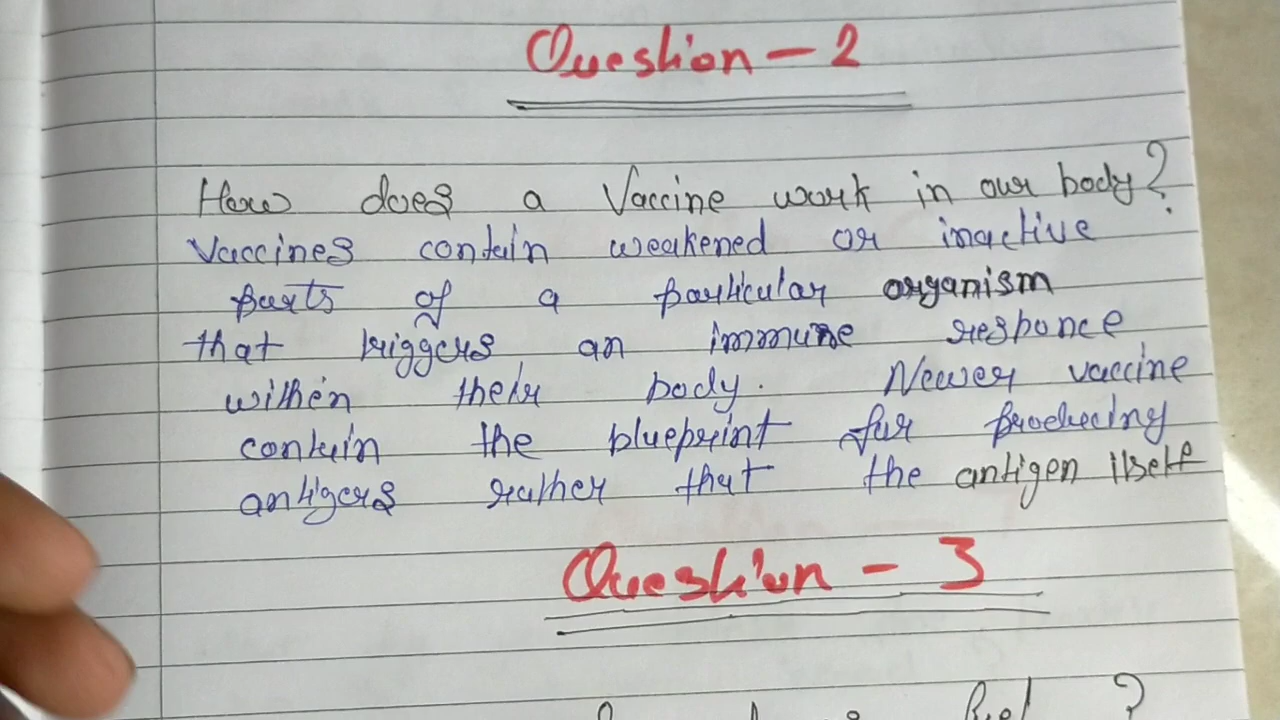 Question - 2
How does a Vaccine work in our body?
Vaccines contain weakened or inactive
parts of a particular organism
that triggers an immune responce
within their body. Newer vaccine
contain the blueprint for producing
antigers rather that the antigen itself
Question - 3
?